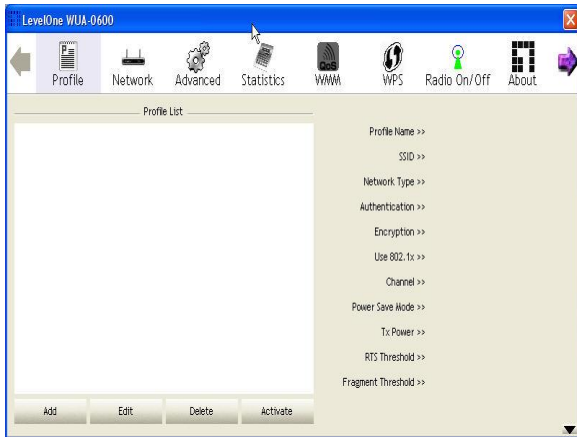 LevelOne WUA-0600
Profile Network Advanced Statistics QoS WMM WPS Radio On/Off About
Profile List
Profile Name >>
SSID >>
Network Type >>
Authentication >>
Encryption >>
Use 802.1x >>
Channel >>
Power Save Mode >>
Tx Power >>
RTS Threshold >>
Fragment Threshold >>
Add Edit Delete Activate